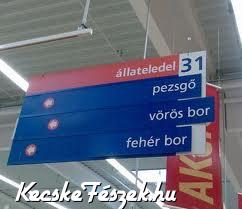 állateledel 31
pezsgő
vörös bor
fehér bor
AK
KecskeFészek.hu